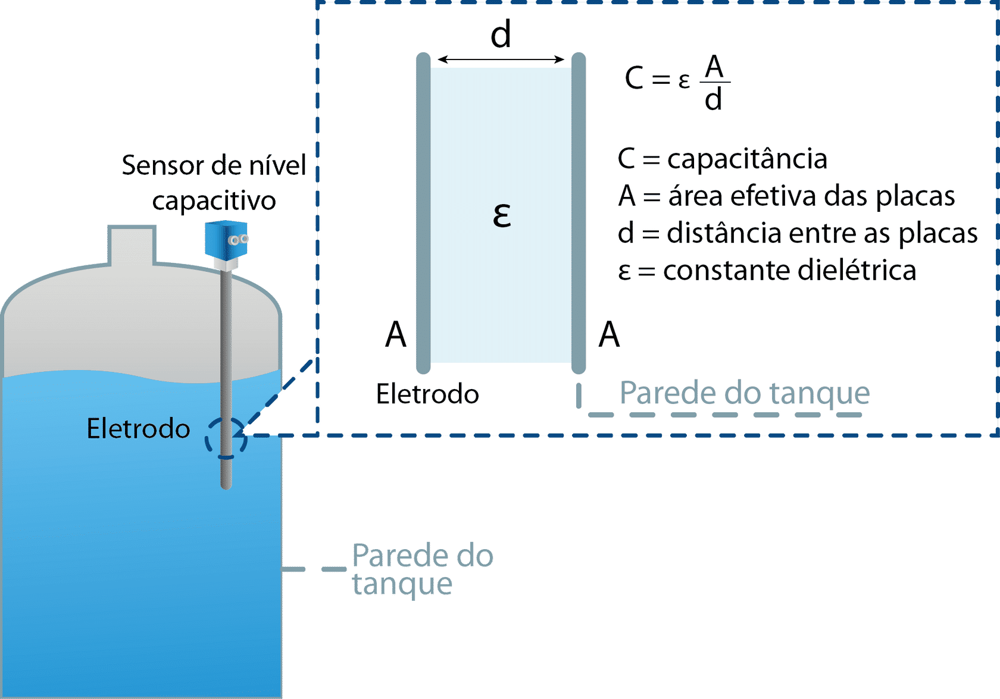 d
C = ε A/d
Sensor de nível
capacitivo
C = capacitância
A = área efetiva das placas
d = distância entre as placas
ε = constante dielétrica
ε
A
A
Eletrodo
Parede do tanque
Eletrodo
Parede do
tanque